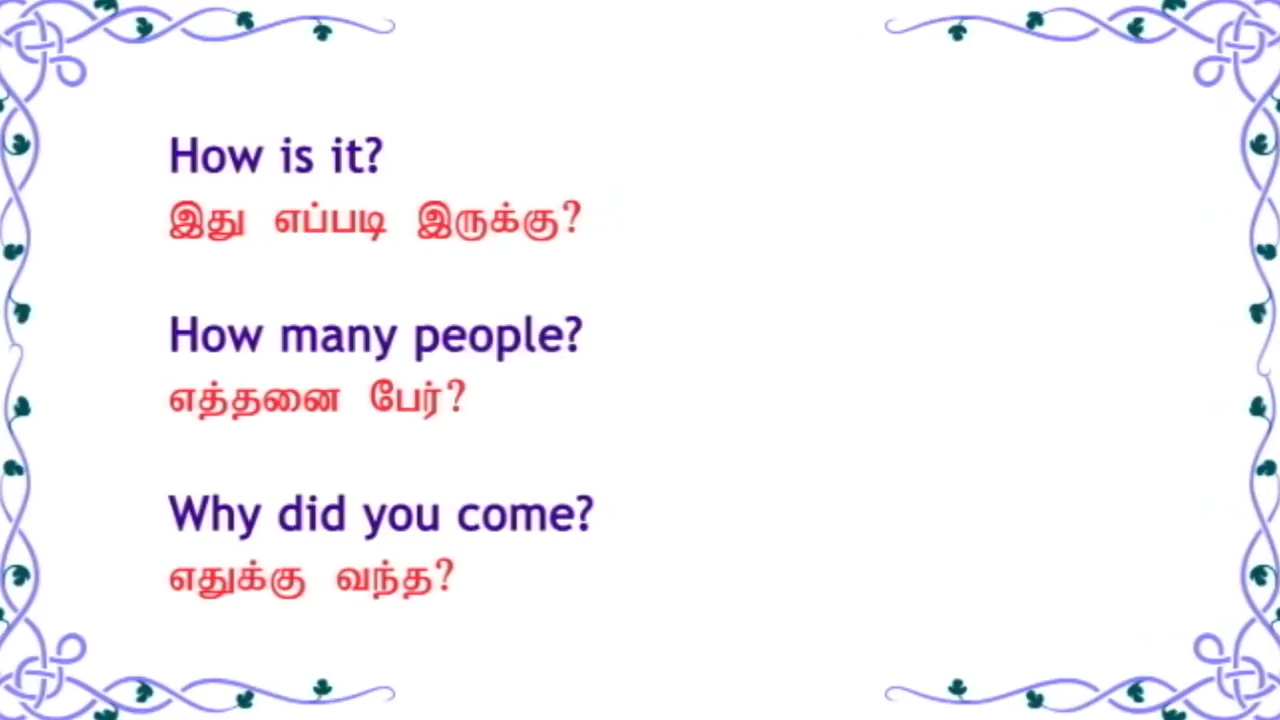 How is it?
இது எப்படி இருக்கு?
How many people?
எத்தனை பேர்?
Why did you come?
எதுக்கு வந்த?